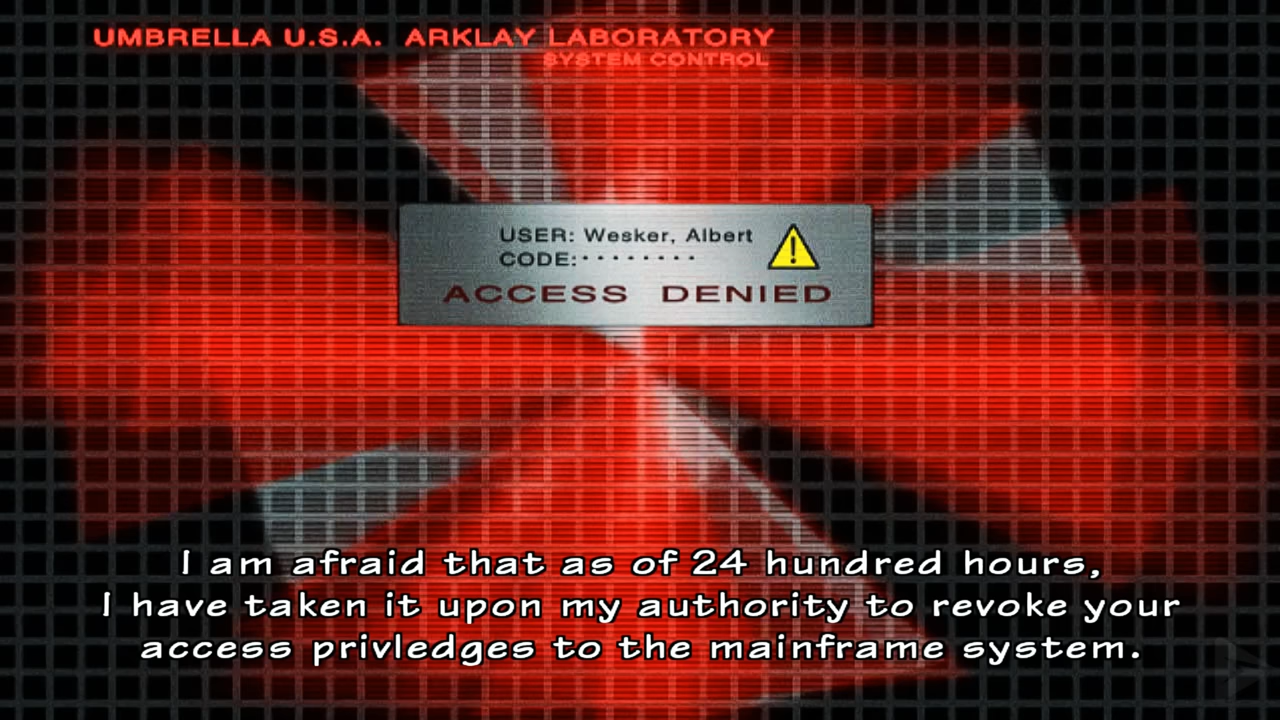 UMBRELLA U.S.A. ARKLAY LABORATORY
SYSTEM CONTROL
USER: Wesker, Albert
CODE:········
ACCESS DENIED
I am afraid that as of 24 hundred hours,
I have taken it upon my authority to revoke your
access privledges to the mainframe system.